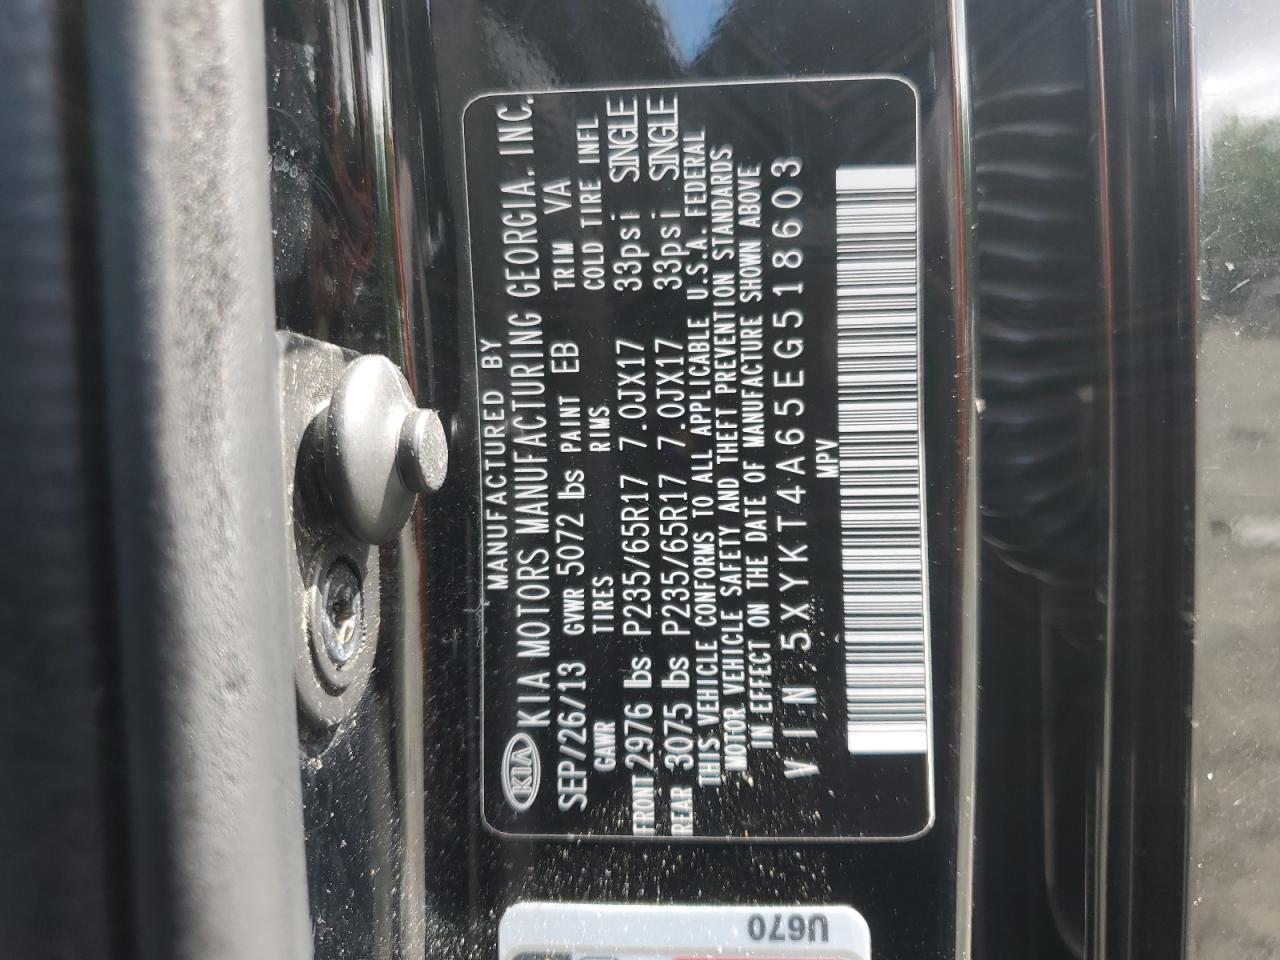 MANUFACTURED BY
KIA KIA MOTORS MANUFACTURING GEORGIA, INC.
SEP/26/13 GVWR 5072 lbs PAINT EB TRIM VA
GAWR TIRES RIMS COLD TIRE INFL
FRONT 2976 lbs P235/65R17 7.0JX17 33psi SINGLE
REAR 3075 lbs P235/65R17 7.0JX17 33psi SINGLE
THIS VEHICLE CONFORMS TO ALL APPLICABLE U.S.A. FEDERAL
MOTOR VEHICLE SAFETY AND THEFT PREVENTION STANDARDS
IN EFFECT ON THE DATE OF MANUFACTURE SHOWN ABOVE
VIN 5XYKT4A65EG518603
MPV
U670